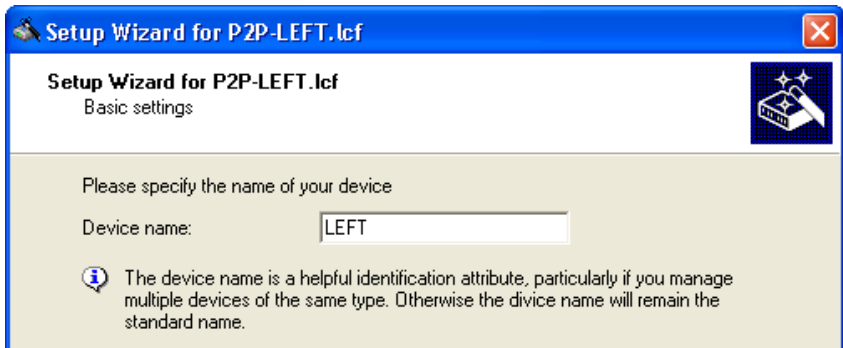 Setup Wizard for P2P-LEFT.lcf
Setup Wizard for P2P-LEFT.lcf
Basic settings
Please specify the name of your device
Device name: LEFT
The device name is a helpful identification attribute, particularly if you manage
multiple devices of the same type. Otherwise the divice name will remain the
standard name.